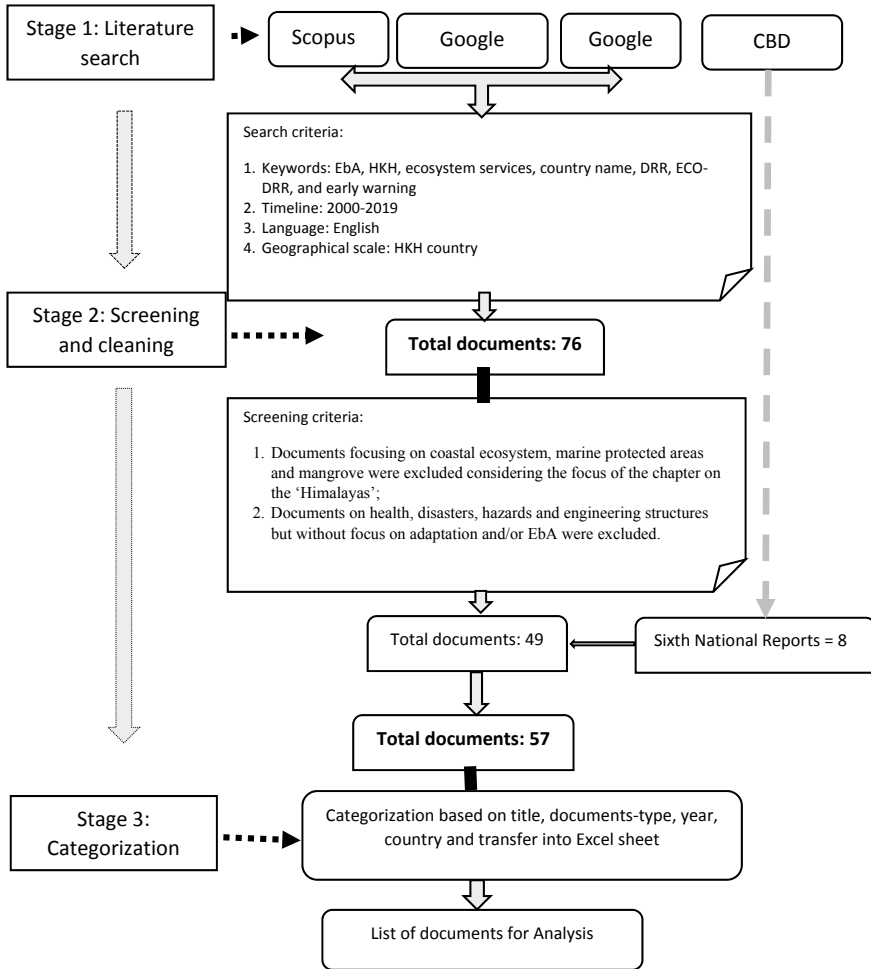 Stage 1: Literature
search
Scopus
Google
Google
CBD
Search criteria:
1. Keywords: EbA, HKH, ecosystem services, country name, DRR, ECO-
DRR, and early warning
2. Timeline: 2000-2019
3. Language: English
4. Geographical scale: HKH country
Stage 2: Screening
and cleaning
Total documents: 76
Screening criteria:
1. Documents focusing on coastal ecosystem, marine protected areas
and mangrove were excluded considering the focus of the chapter on
the ‘Himalayas’;
2. Documents on health, disasters, hazards and engineering structures
but without focus on adaptation and/or EbA were excluded.
Total documents: 49
Sixth National Reports = 8
Total documents: 57
Stage 3:
Categorization
Categorization based on title, documents-type, year,
country and transfer into Excel sheet
List of documents for Analysis